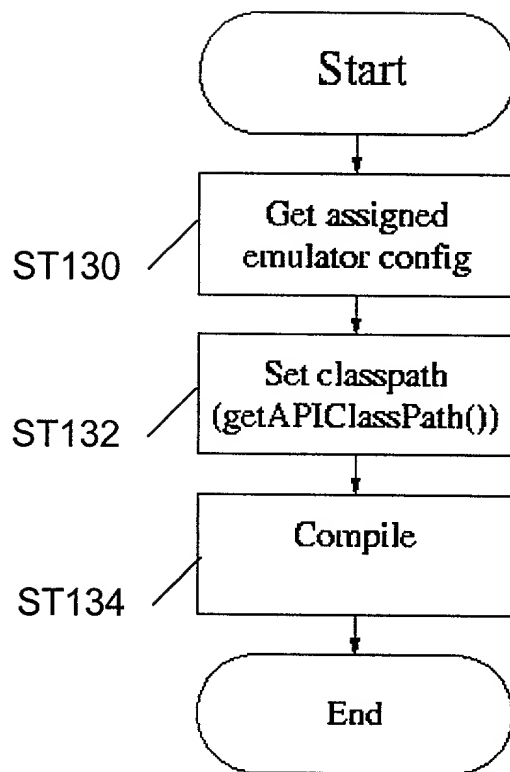 Start
Get assigned
emulator config
ST130
Set classpath
(getAPIClassPath())
ST132
Compile
ST134
End